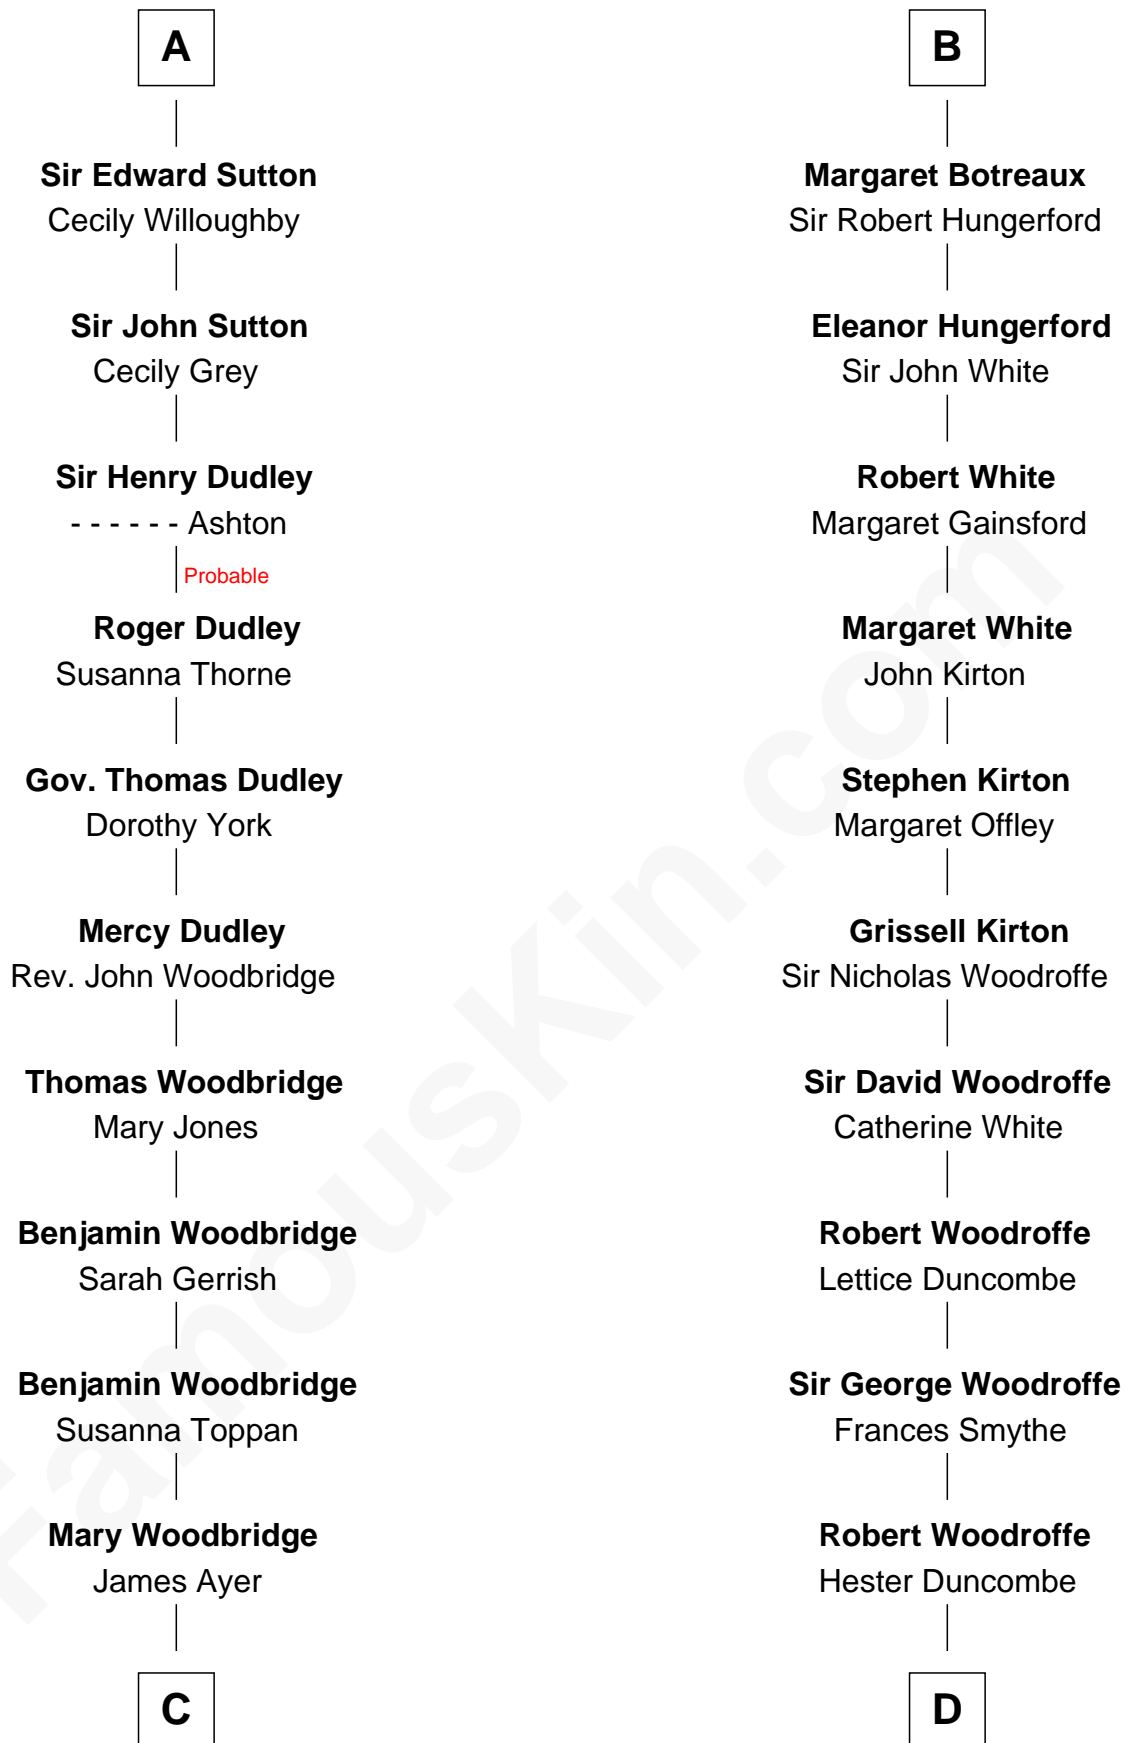 A
Sir Edward Sutton
Cecily Willoughby
Sir John Sutton
Cecily Grey
Sir Henry Dudley
- - - - - - Ashton
Probable
Roger Dudley
Susanna Thorne
Gov. Thomas Dudley
Dorothy York
Mercy Dudley
Rev. John Woodbridge
Thomas Woodbridge
Mary Jones
Benjamin Woodbridge
Sarah Gerrish
Benjamin Woodbridge
Susanna Toppan
Mary Woodbridge
James Ayer
C
B
Margaret Botreaux
Sir Robert Hungerford
Eleanor Hungerford
Sir John White
Robert White
Margaret Gainsford
Margaret White
John Kirton
Stephen Kirton
Margaret Offley
Grissell Kirton
Sir Nicholas Woodroffe
Sir David Woodroffe
Catherine White
Robert Woodroffe
Lettice Duncombe
Sir George Woodroffe
Frances Smythe
Robert Woodroffe
Hester Duncombe
D
FamousKin.com